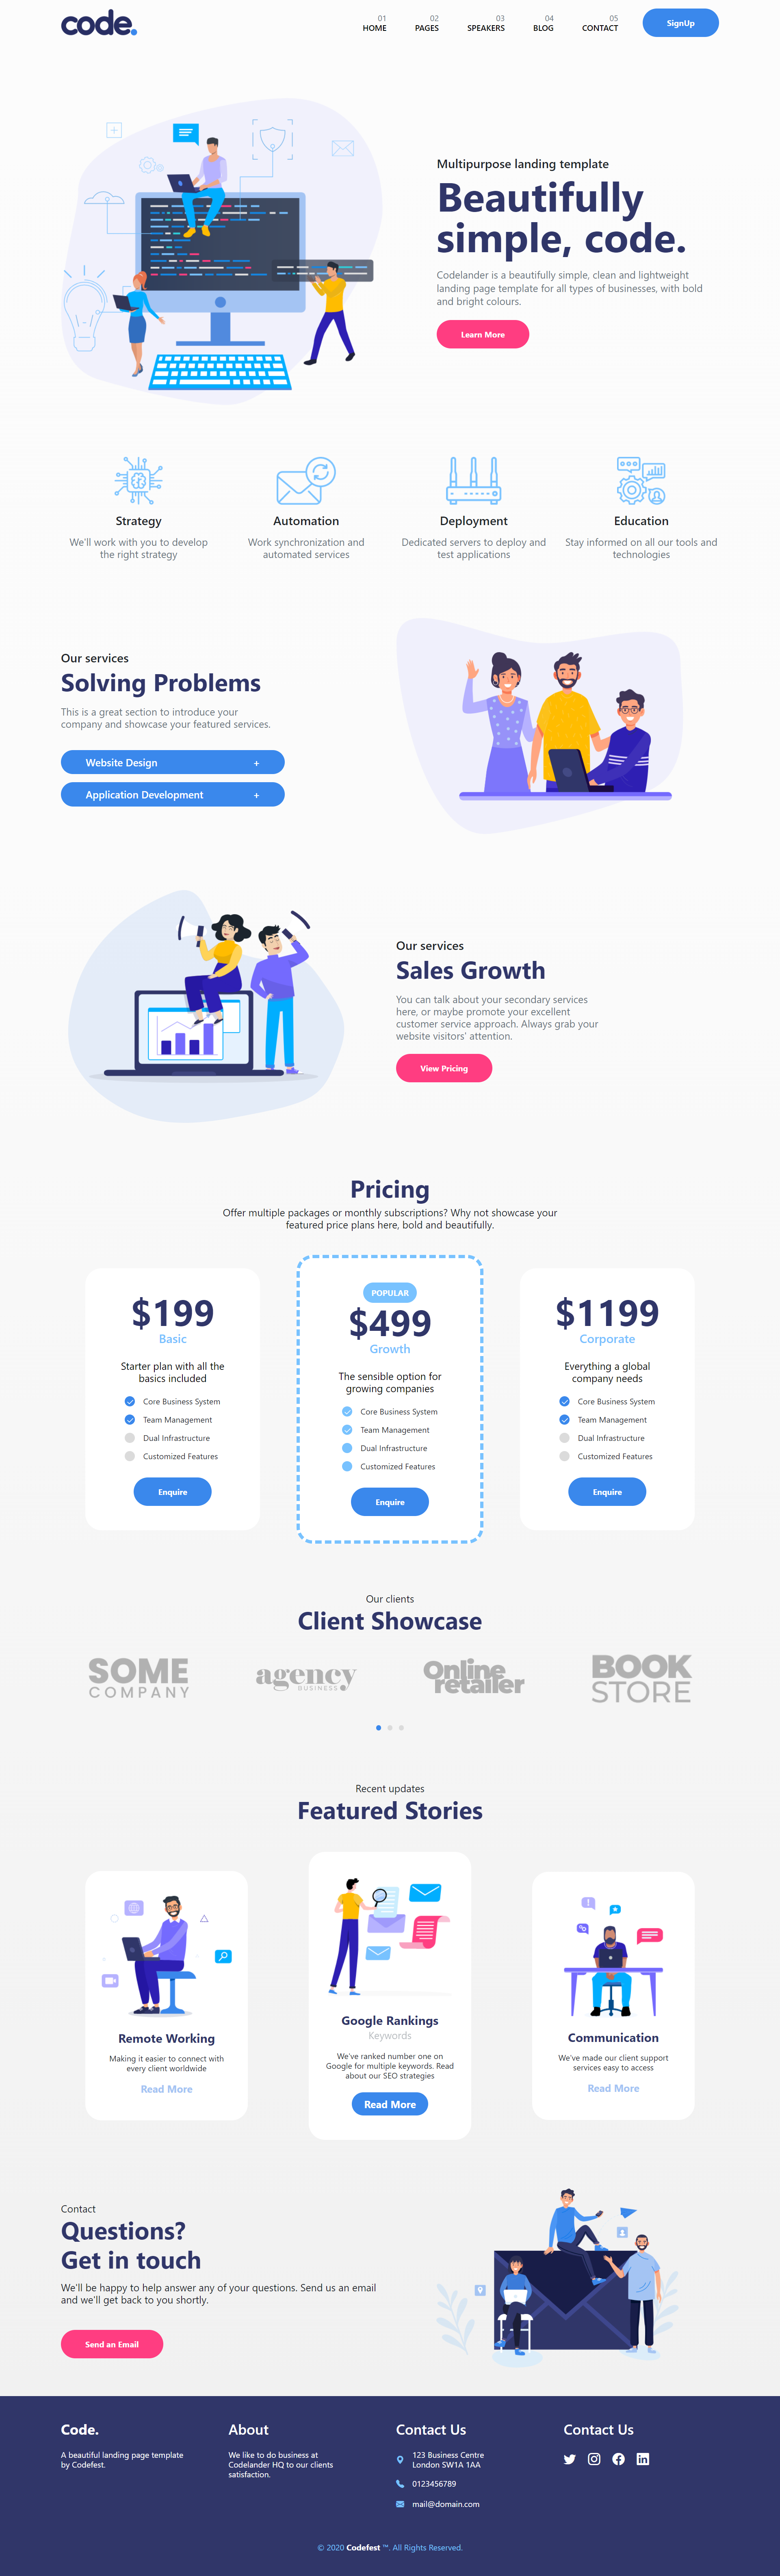 code.
01
HOME
02
PAGES
03
SPEAKERS
04
BLOG
05
CONTACT
SignUp
Multipurpose landing template
Beautifully
simple, code.
Codelander is a beautifully simple, clean and lightweight
landing page template for all types of businesses, with bold
and bright colours.
Learn More
Strategy
We'll work with you to develop
the right strategy
Automation
Work synchronization and
automated services
Deployment
Dedicated servers to deploy and
test applications
Education
Stay informed on all our tools and
technologies
Our services
Solving Problems
This is a great section to introduce your
company and showcase your featured services.
Website Design +
Application Development +
Our services
Sales Growth
You can talk about your secondary services
here, or maybe promote your excellent
customer service approach. Always grab your
website visitors' attention.
View Pricing
Pricing
Offer multiple packages or monthly subscriptions? Why not showcase your
featured price plans here, bold and beautifully.
$199
Basic
Starter plan with all the
basics included
Core Business System
Team Management
Dual Infrastructure
Customized Features
Enquire
POPULAR
$499
Growth
The sensible option for
growing companies
Core Business System
Team Management
Dual Infrastructure
Customized Features
Enquire
$1199
Corporate
Everything a global
company needs
Core Business System
Team Management
Dual Infrastructure
Customized Features
Enquire
Our clients
Client Showcase
SOME
COMPANY
agency
BUSINESS
Online
retailer
BOOK
STORE
Recent updates
Featured Stories
Remote Working
Making it easier to connect with
every client worldwide
Read More
Google Rankings
Keywords
We've ranked number one on
Google for multiple keywords. Read
about our SEO strategies
Read More
Communication
We've made our client support
services easy to access
Read More
Contact
Questions?
Get in touch
We'll be happy to help answer any of your questions. Send us an email
and we'll get back to you shortly.
Send an Email
Code.
A beautiful landing page template
by Codefest.
About
We like to do business at
Codelander HQ to our clients
satisfaction.
Contact Us
123 Business Centre
London SW1A 1AA
0123456789
mail@domain.com
Contact Us
© 2020 Codefest ™. All Rights Reserved.